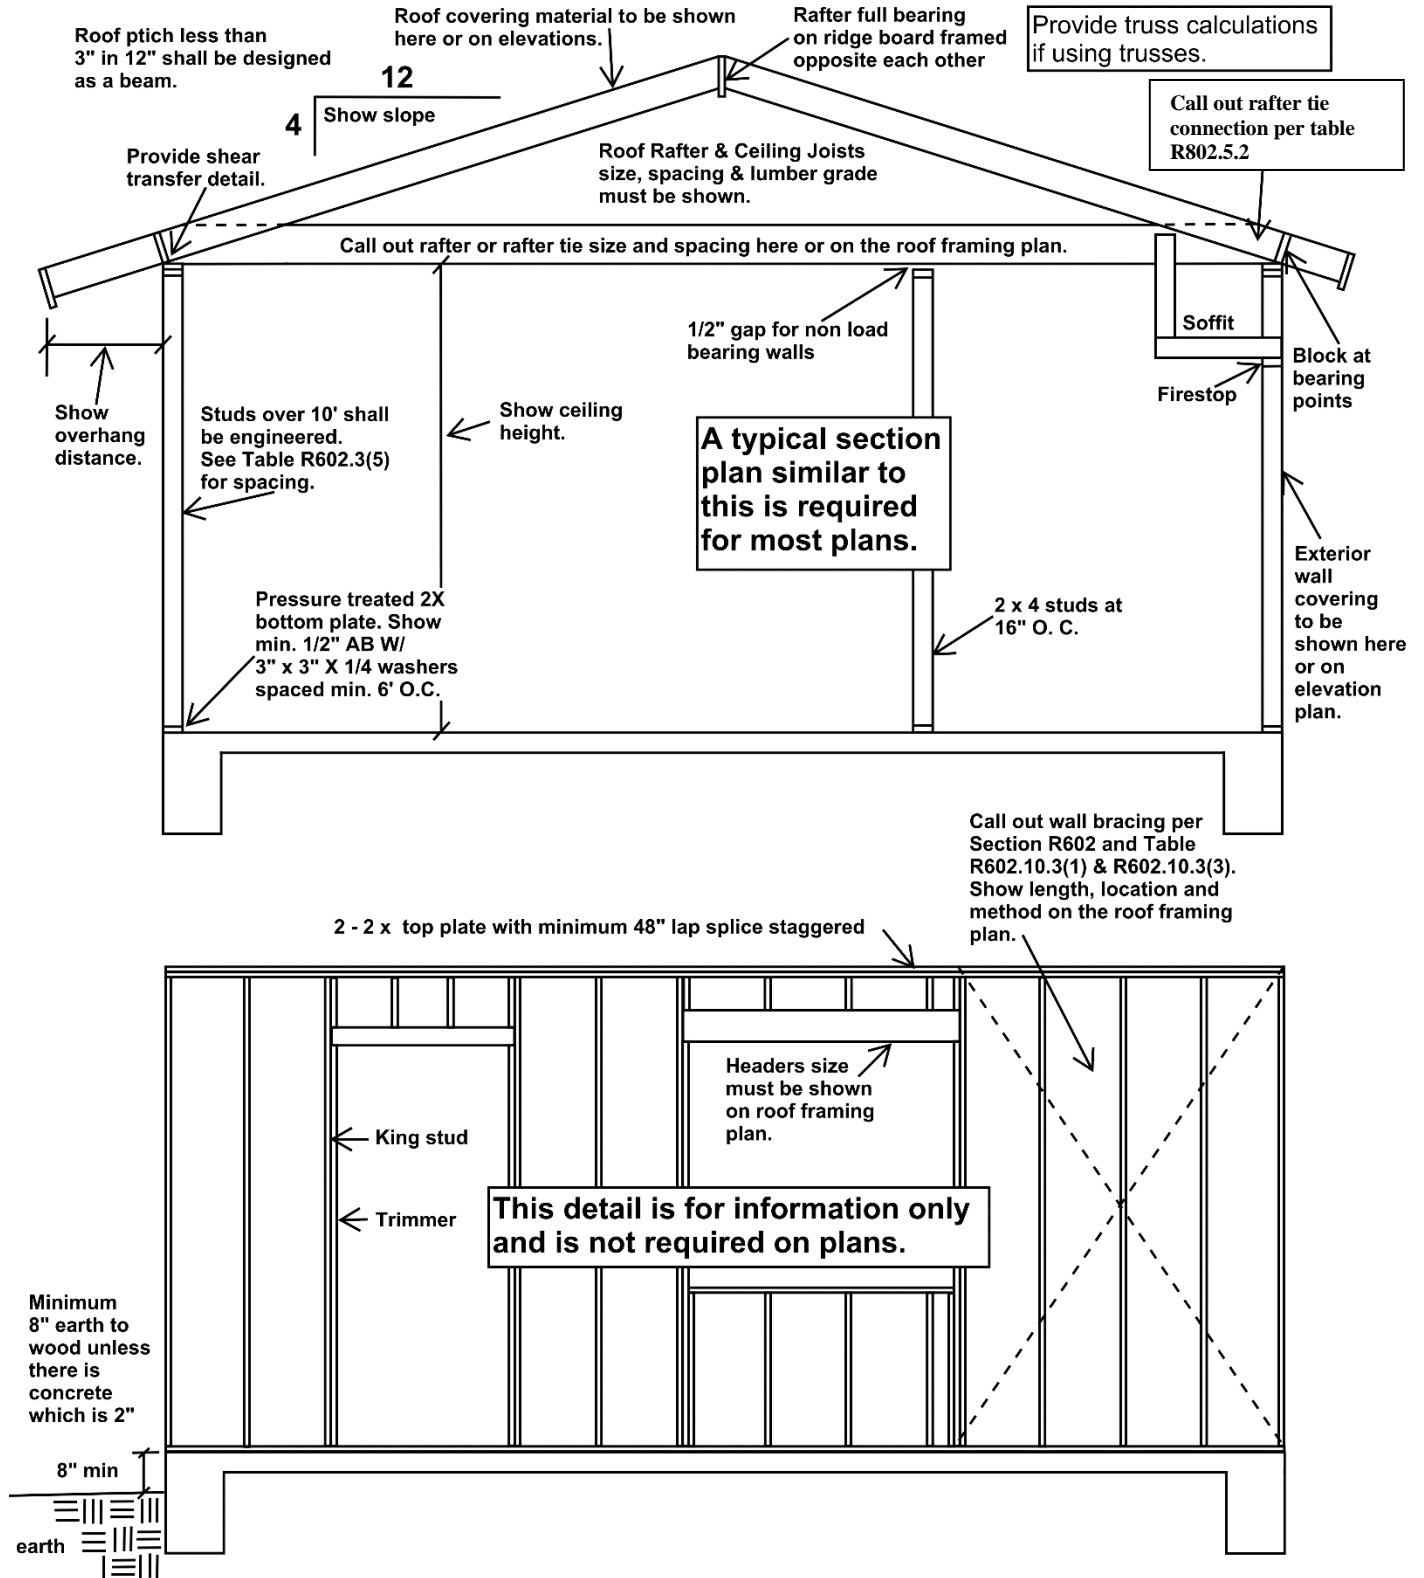 Roof ptich less than
3" in 12" shall be designed
as a beam.
Roof covering material to be shown
here or on elevations.
Rafter full bearing
on ridge board framed
opposite each other
Provide truss calculations
if using trusses.
12
4
Show slope
Call out rafter tie
connection per table
R802.5.2
Provide shear
transfer detail.
Roof Rafter & Ceiling Joists
size, spacing & lumber grade
must be shown.
Call out rafter or rafter tie size and spacing here or on the roof framing plan.
1/2" gap for non load
bearing walls
Soffit
Block at
bearing
points
Firestop
Show
overhang
distance.
Studs over 10' shall
be engineered.
See Table R602.3(5)
for spacing.
Show ceiling
height.
A typical section
plan similar to
this is required
for most plans.
Exterior
wall
covering
to be
shown here
or on
elevation
plan.
Pressure treated 2X
bottom plate. Show
min. 1/2" AB W/
3" x 3" X 1/4 washers
spaced min. 6' O.C.
2 x 4 studs at
16" O. C.
Call out wall bracing per
Section R602 and Table
R602.10.3(1) & R602.10.3(3).
Show length, location and
method on the roof framing
plan.
2 - 2 x  top plate with minimum 48" lap splice staggered
Headers size
must be shown
on roof framing
plan.
King stud
Trimmer
This detail is for information only
and is not required on plans.
Minimum
8" earth to
wood unless
there is
concrete
which is 2"
8" min
earth